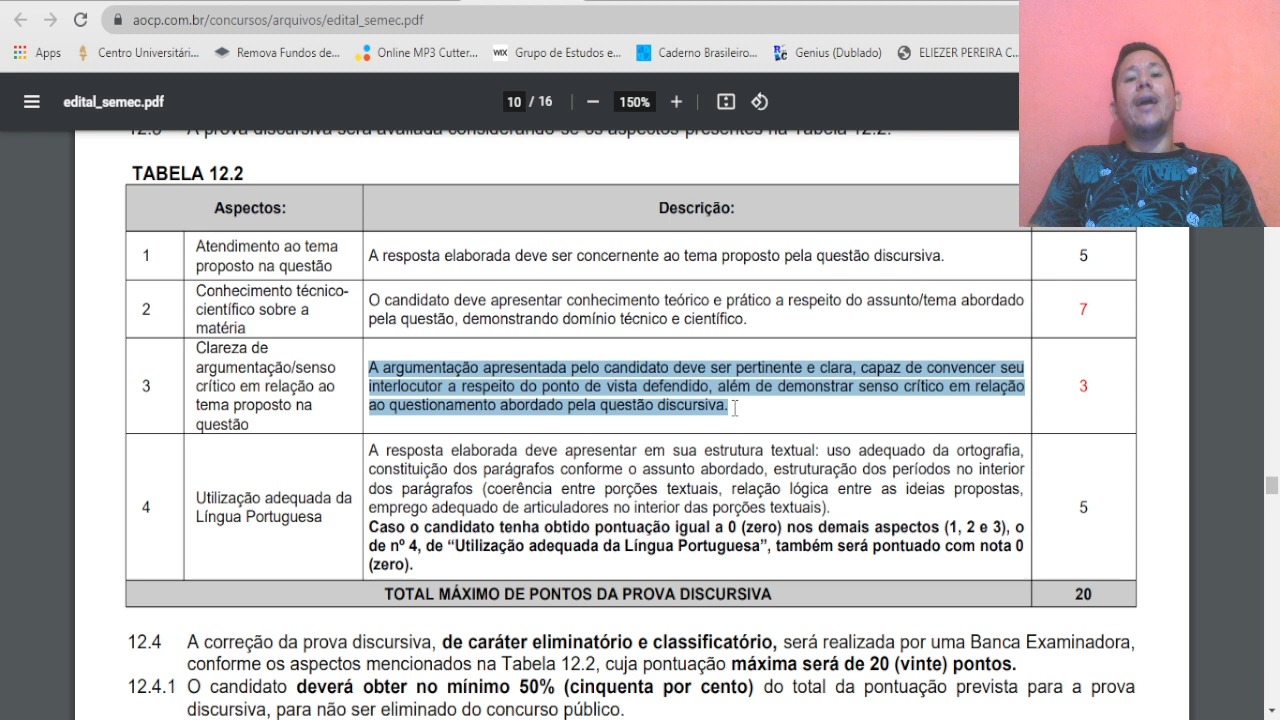 aocp.com.br/concursos/arquivos/edital_semec.pdf
Apps Centro Universitári... Remova Fundos de... Online MP3 Cutter... WIX Grupo de Estudos e... Caderno Brasileiro... Genius (Dublado) ELIEZER PEREIRA C...
edital_semec.pdf 10 / 16 150%
A prova discursiva será avaliada considerando-se os aspectos presentes na Tabela 12.2:
TABELA 12.2
Aspectos: Descrição:
1 Atendimento ao tema proposto na questão A resposta elaborada deve ser concernente ao tema proposto pela questão discursiva. 5
2 Conhecimento técnico-
científico sobre a
matéria
O candidato deve apresentar conhecimento teórico e prático a respeito do assunto/tema abordado
pela questão, demonstrando domínio técnico e científico.
7
3 Clareza de
argumentação/senso
crítico em relação ao
tema proposto na
questão
A argumentação apresentada pelo candidato deve ser pertinente e clara, capaz de convencer seu
interlocutor a respeito do ponto de vista defendido, além de demonstrar senso crítico em relação
ao questionamento abordado pela questão discursiva.
3
4 Utilização adequada da
Língua Portuguesa
A resposta elaborada deve apresentar em sua estrutura textual: uso adequado da ortografia,
constituição dos parágrafos conforme o assunto abordado, estruturação dos períodos no interior
dos parágrafos (coerência entre porções textuais, relação lógica entre as ideias propostas,
emprego adequado de articuladores no interior das porções textuais).
Caso o candidato tenha obtido pontuação igual a 0 (zero) nos demais aspectos (1, 2 e 3), o
de nº 4, de “Utilização adequada da Língua Portuguesa”, também será pontuado com nota 0
(zero).
5
TOTAL MÁXIMO DE PONTOS DA PROVA DISCURSIVA 20
12.4 A correção da prova discursiva, de caráter eliminatório e classificatório, será realizada por uma Banca Examinadora,
conforme os aspectos mencionados na Tabela 12.2, cuja pontuação máxima será de 20 (vinte) pontos.
12.4.1 O candidato deverá obter no mínimo 50% (cinquenta por cento) do total da pontuação prevista para a prova
discursiva, para não ser eliminado do concurso público.